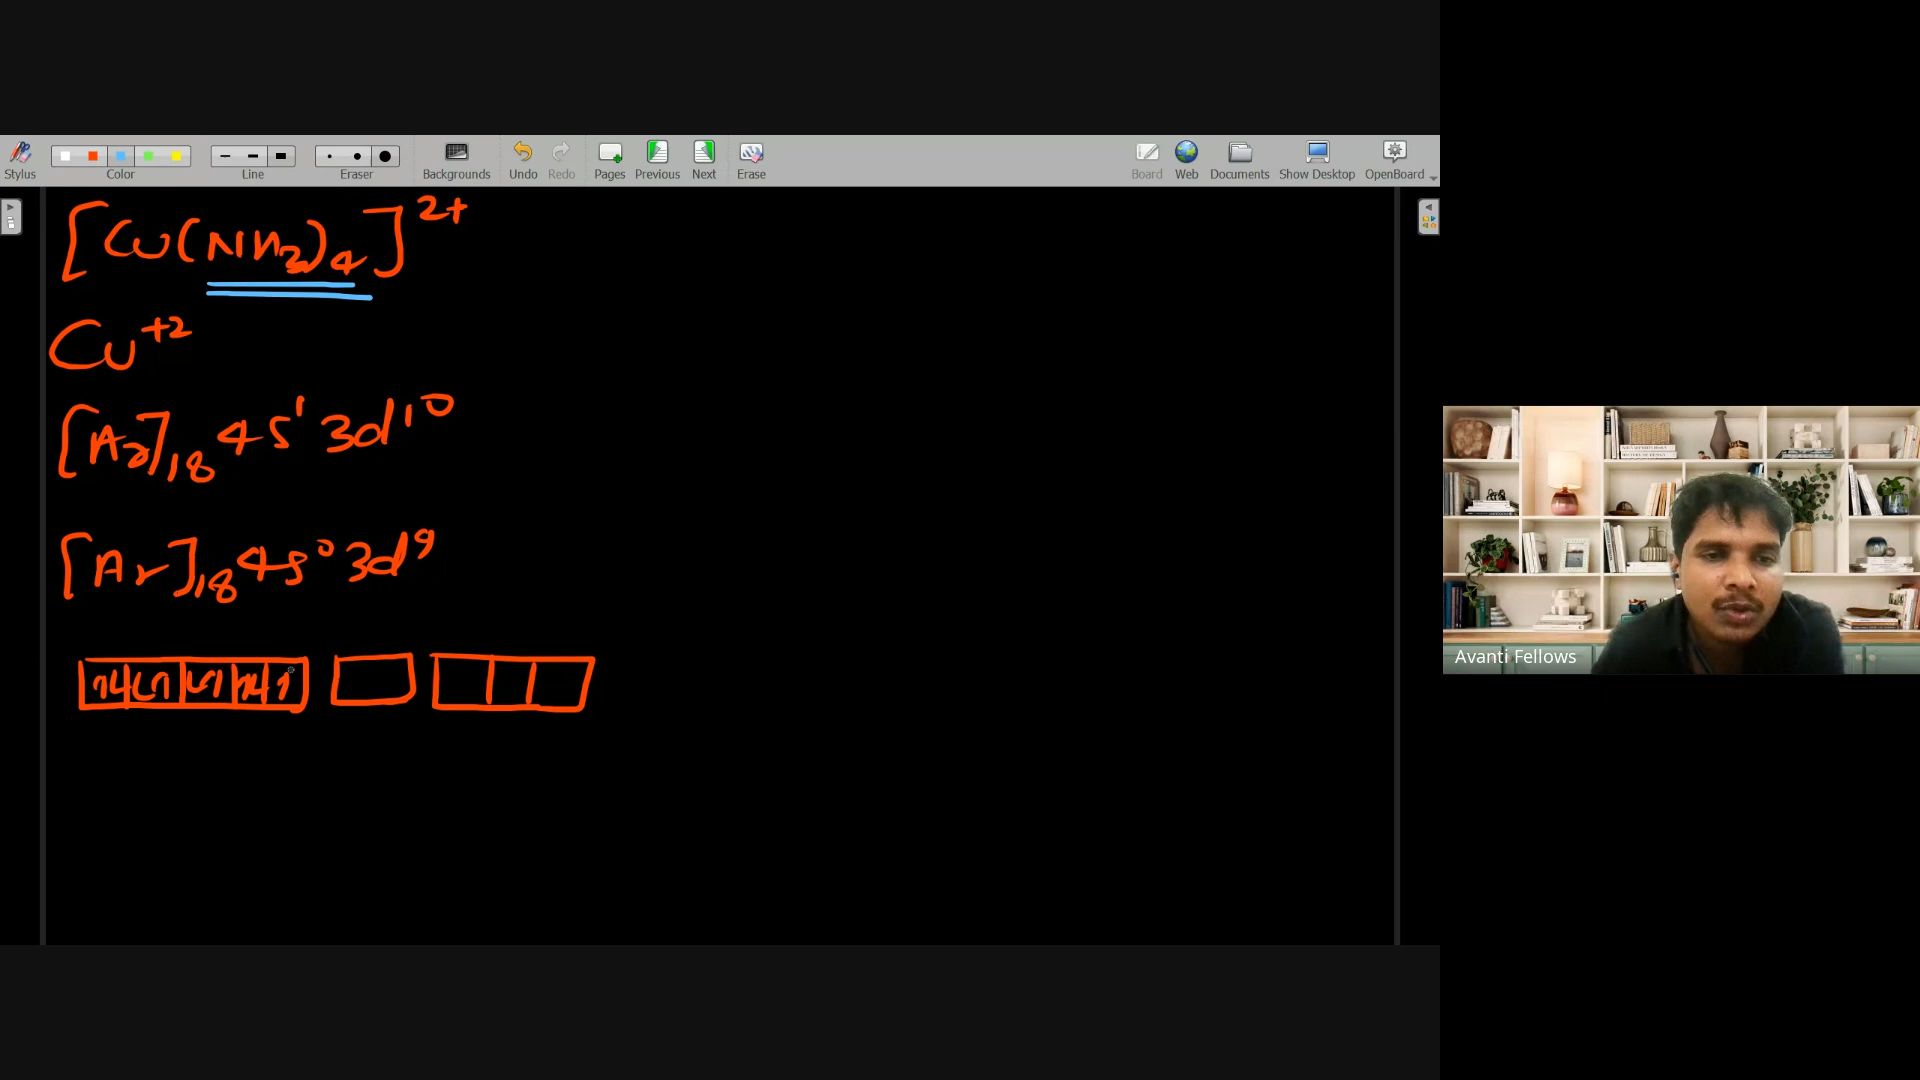 Stylus Color Line Eraser Backgrounds Undo Redo Pages Previous Next Erase Board Web Documents Show Desktop OpenBoard
[Cu(NH3)4]2+
Cu+2
[Ar]18 4s1 3d10
[Ar]18 4s0 3d9
Avanti Fellows